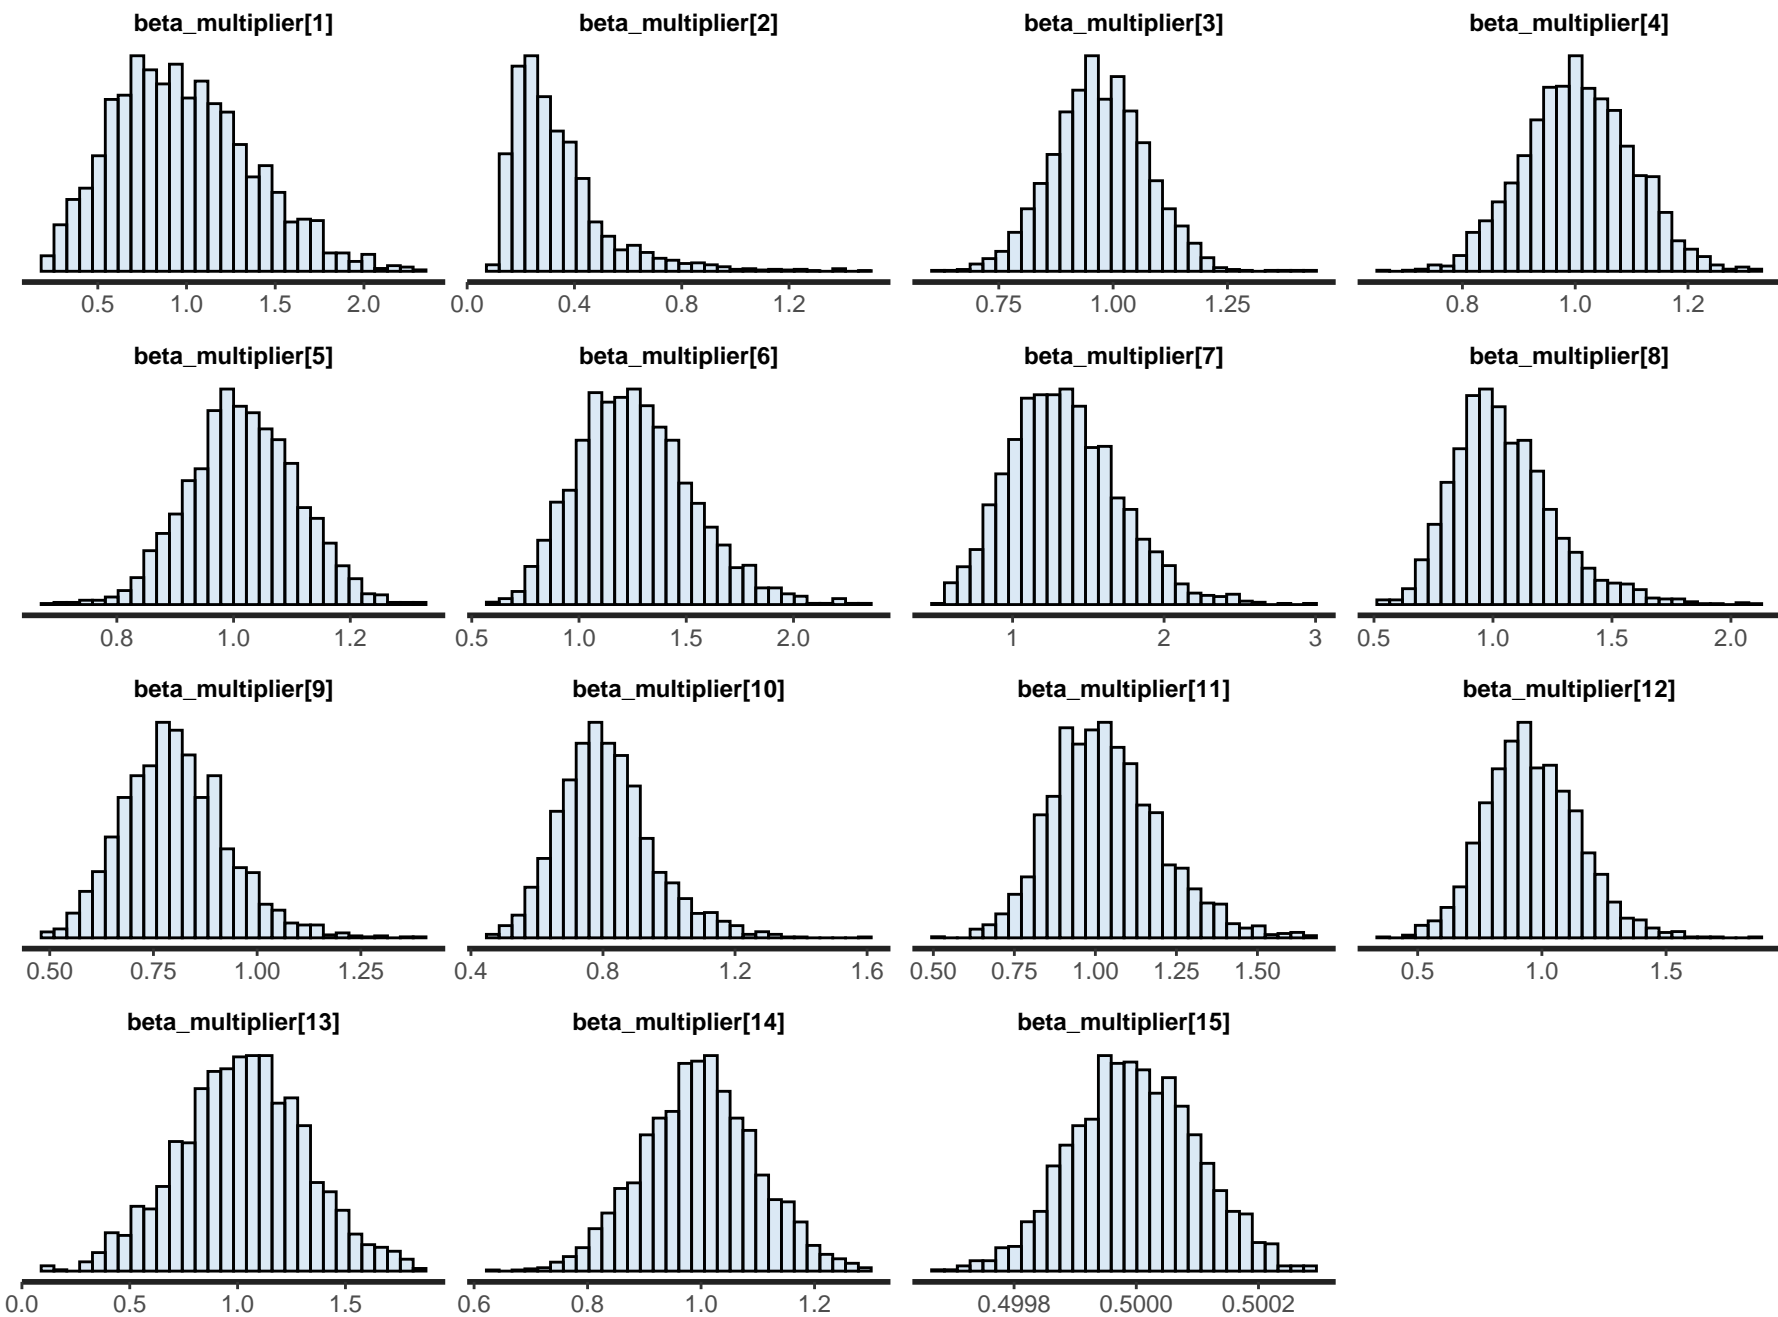 beta_multiplier[1] beta_multiplier[2] beta_multiplier[3] beta_multiplier[4]
0.5 1.0 1.5 2.0 0.0 0.4 0.8 1.2 0.75 1.00 1.25 0.8 1.0 1.2
beta_multiplier[5] beta_multiplier[6] beta_multiplier[7] beta_multiplier[8]
0.8 1.0 1.2 0.5 1.0 1.5 2.0 1 2 3 0.5 1.0 1.5 2.0
beta_multiplier[9] beta_multiplier[10] beta_multiplier[11] beta_multiplier[12]
0.50 0.75 1.00 1.25 0.4 0.8 1.2 1.6 0.50 0.75 1.00 1.25 1.50 0.5 1.0 1.5
beta_multiplier[13] beta_multiplier[14] beta_multiplier[15]
0.0 0.5 1.0 1.5 0.6 0.8 1.0 1.2 0.4998 0.5000 0.5002